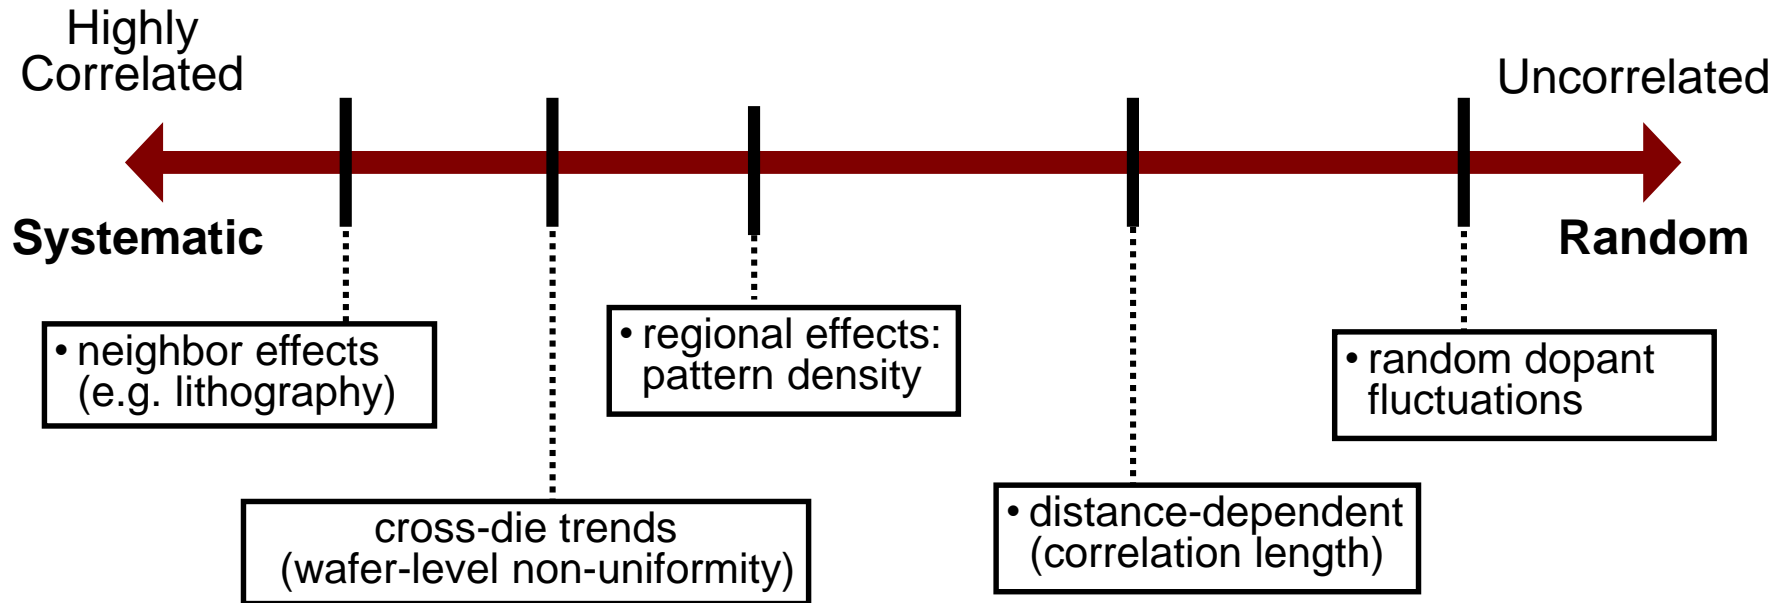 Highly
Correlated
Uncorrelated
Systematic
Random
• neighbor effects
(e.g. lithography)
• regional effects:
pattern density
• random dopant
fluctuations
cross-die trends
(wafer-level non-uniformity)
• distance-dependent
(correlation length)